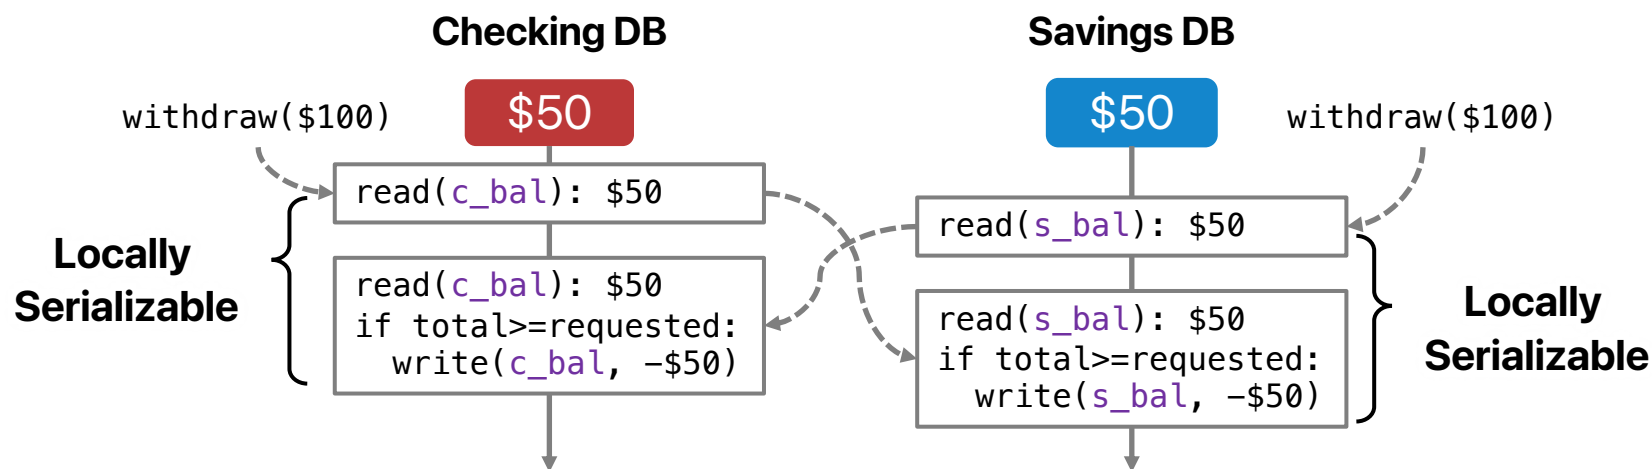 Checking DB
Savings DB
withdraw($100)
$50
$50
withdraw($100)
read(c_bal): $50
read(s_bal): $50
Locally
Serializable
read(c_bal): $50
if total>=requested:
write(c_bal, −$50)
read(s_bal): $50
if total>=requested:
write(s_bal, −$50)
Locally
Serializable